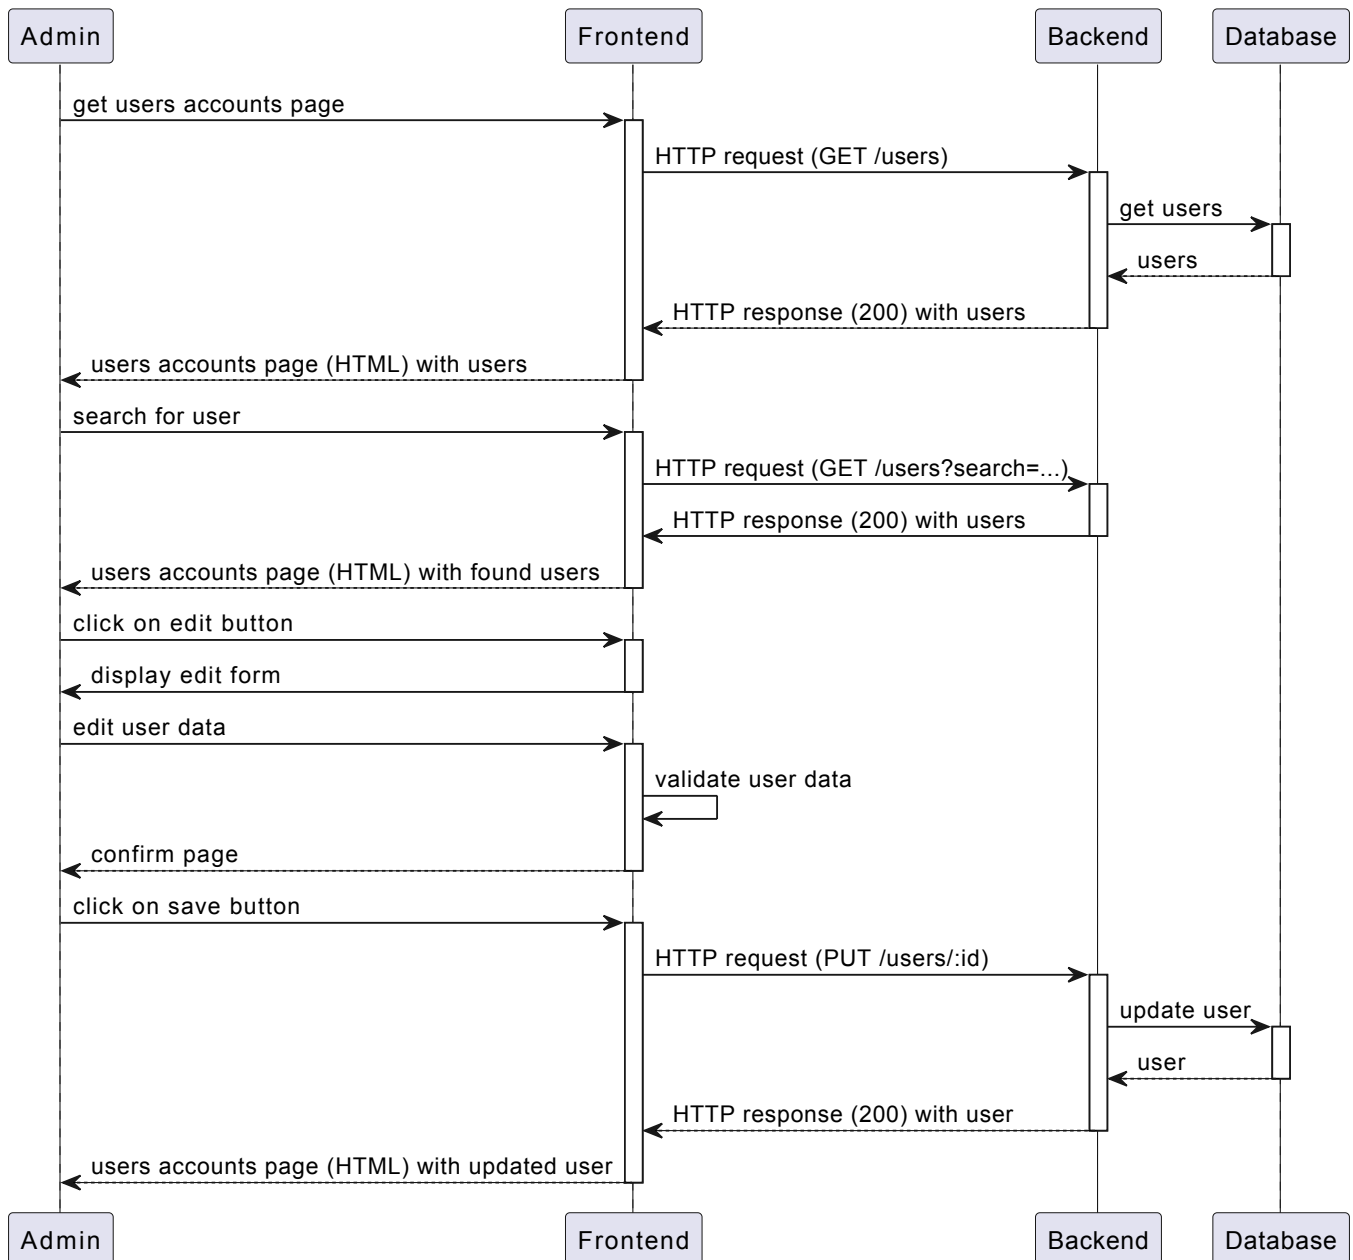 Admin
Frontend
Backend
Database
get users accounts page
HTTP request (GET /users)
get users
users
HTTP response (200) with users
users accounts page (HTML) with users
search for user
HTTP request (GET /users?search=...)
HTTP response (200) with users
users accounts page (HTML) with found users
click on edit button
display edit form
edit user data
validate user data
confirm page
click on save button
HTTP request (PUT /users/:id)
update user
user
HTTP response (200) with user
users accounts page (HTML) with updated user
Admin
Frontend
Backend
Database